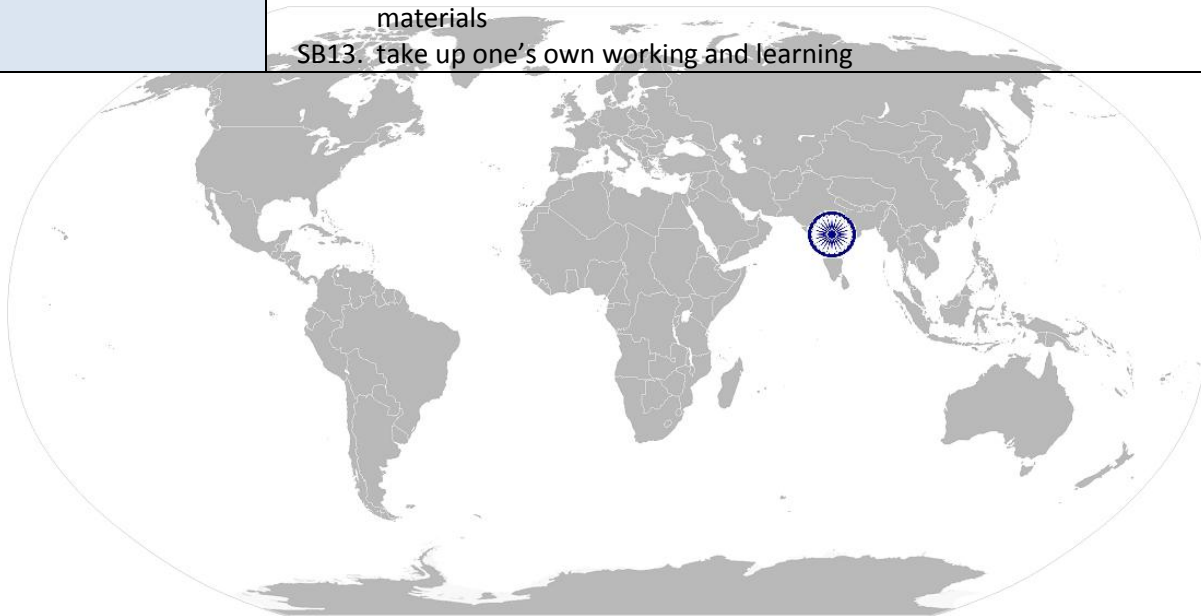 materials
SB13. take up one’s own working and learning